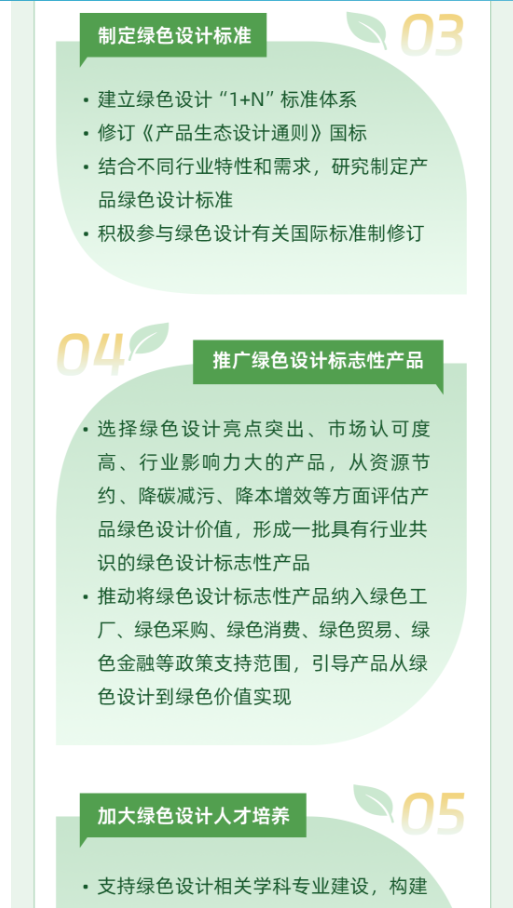 制定绿色设计标准
03
• 建立绿色设计“1+N”标准体系
• 修订《产品生态设计通则》国标
• 结合不同行业特性和需求，研究制定产
品绿色设计标准
• 积极参与绿色设计有关国际标准制修订
04
推广绿色设计标志性产品
• 选择绿色设计亮点突出、市场认可度
高、行业影响力大的产品，从资源节
约、降碳减污、降本增效等方面评估产
品绿色设计价值，形成一批具有行业共
识的绿色设计标志性产品
• 推动将绿色设计标志性产品纳入绿色工
厂、绿色采购、绿色消费、绿色贸易、绿
色金融等政策支持范围，引导产品从绿
色设计到绿色价值实现
05
加大绿色设计人才培养
• 支持绿色设计相关学科专业建设，构建